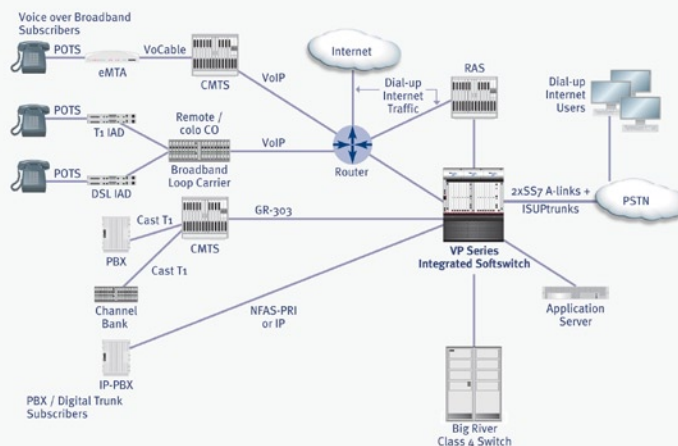 Voice over Broadband
Subscribers
POTS
eMTA
VoCable
CMTS
VoIP
Internet
Dial-up
Internet
Traffic
RAS
Dial-up
Internet
Users
POTS
T1 IAD
Remote /
colo CO
VoIP
Router
POTS
DSL IAD
Broadband
Loop Carrier
2xSS7 A-links +
ISUPtrunks
PSTN
Cast T1
PBX
CMTS
GR-303
VP Series
Integrated Softswitch
Cast T1
Channel
Bank
NFAS-PRI
or IP
Application
Server
IP-PBX
PBX / Digital Trunk
Subscribers
Big River
Class 4 Switch